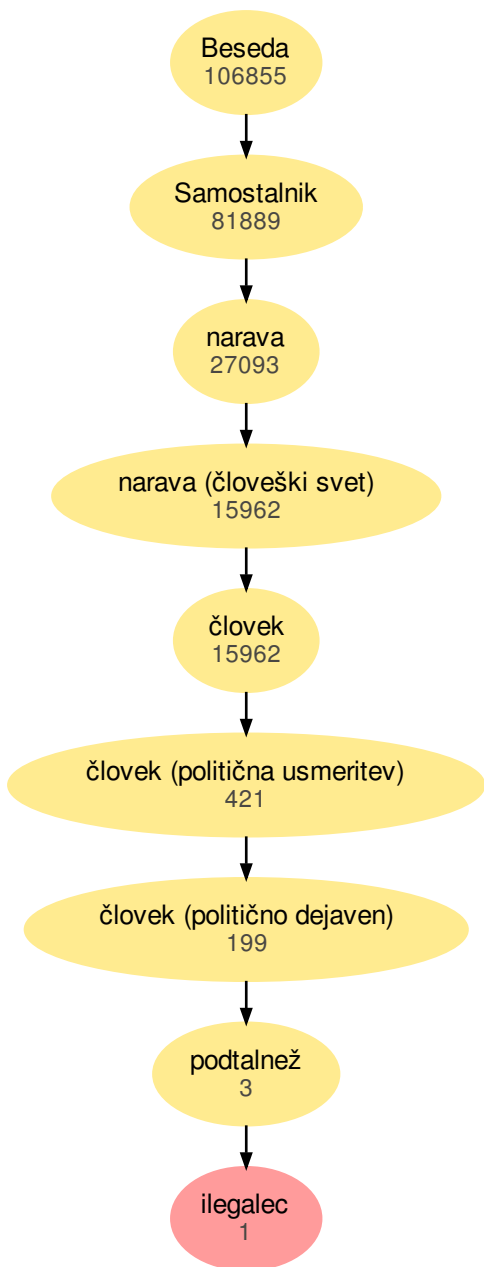 Beseda
106855
Samostalnik
81889
narava
27093
narava (človeški svet)
15962
človek
15962
človek (politična usmeritev)
421
človek (politično dejaven)
199
podtalnež
3
ilegalec
1